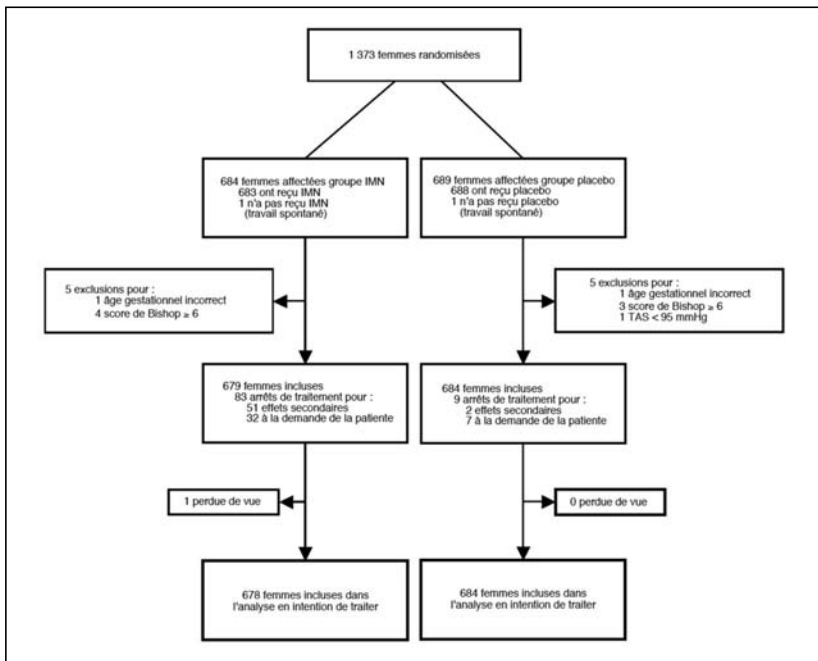 1 373 femmes randomisées
684 femmes affectées groupe IMN
683 ont reçu IMN
1 n'a pas reçu IMN
(travail spontané)
689 femmes affectées groupe placebo
688 ont reçu placebo
1 n'a pas reçu placebo
(travail spontané)
5 exclusions pour :
1 âge gestationnel incorrect
4 score de Bishop ≥ 6
5 exclusions pour :
1 âge gestationnel incorrect
3 score de Bishop ≥ 6
1 TAS < 95 mmHg
679 femmes incluses
83 arrêts de traitement pour :
51 effets secondaires
32 à la demande de la patiente
684 femmes incluses
9 arrêts de traitement pour :
2 effets secondaires
7 à la demande de la patiente
1 perdue de vue
0 perdue de vue
678 femmes incluses dans
l'analyse en intention de traiter
684 femmes incluses dans
l'analyse en intention de traiter